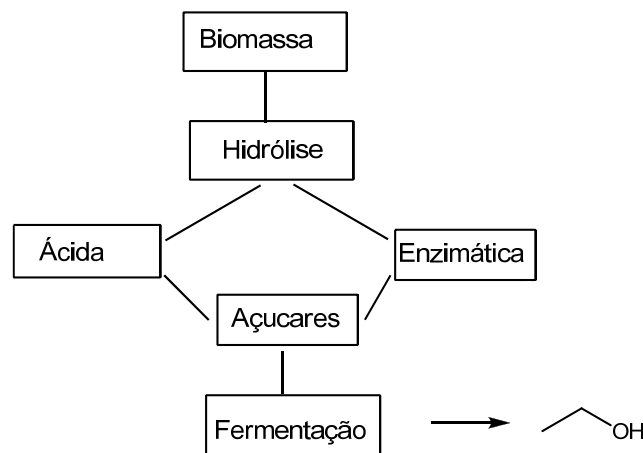 Biomassa
Hidrólise
Ácida
Enzimática
Açucares
Fermentação
OH